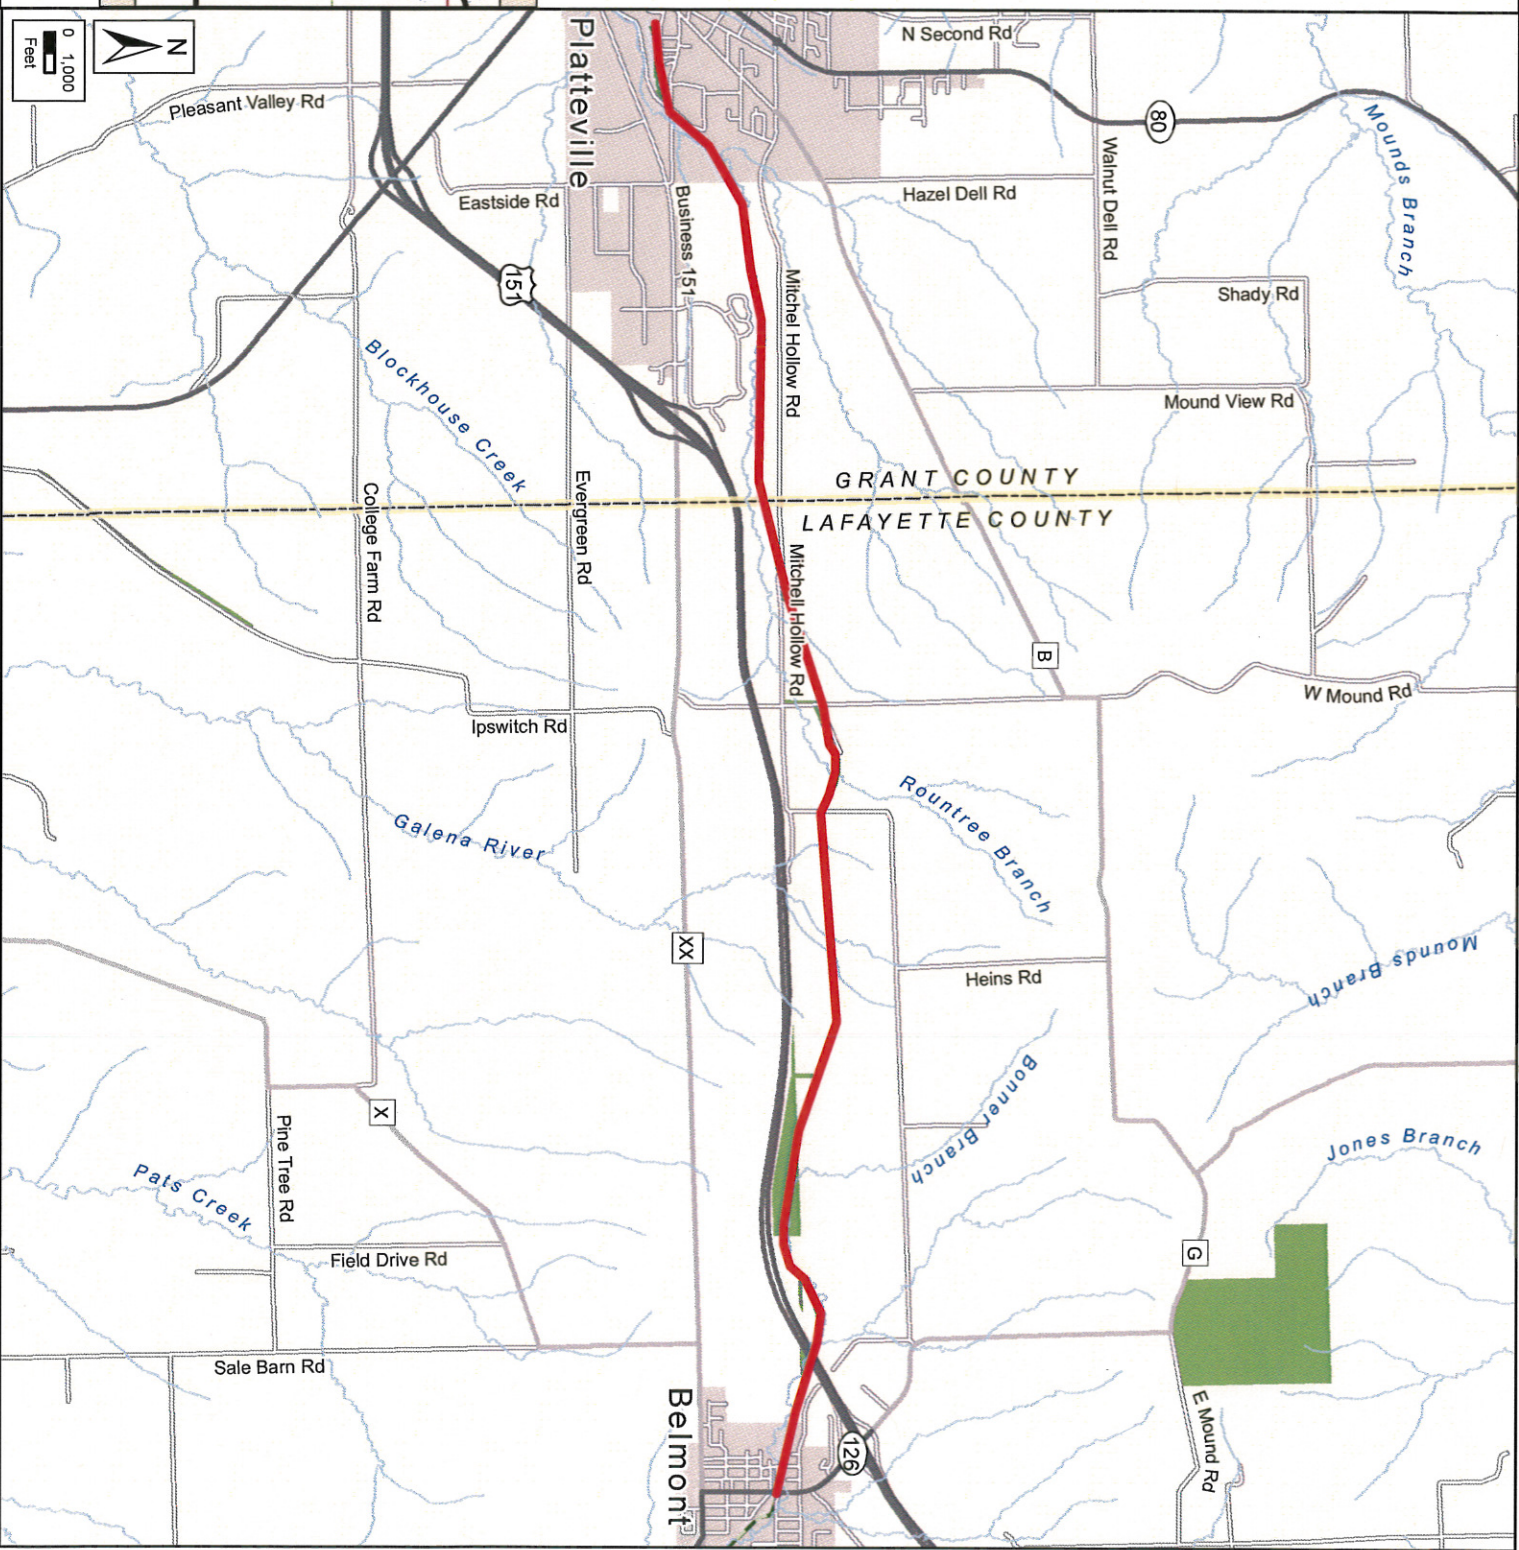 N
0 1,000
Feet
Platteville
N Second Rd
80
Mounds Branch
Pleasant Valley Rd
Walnut Dell Rd
Eastside Rd
Business 151
Hazel Dell Rd
151
Mitchel Hollow Rd
Shady Rd
Blockhouse Creek
Mound View Rd
GRANT COUNTY
LAFAYETTE COUNTY
College Farm Rd
Evergreen Rd
Mitchell Hollow Rd
B
W Mound Rd
Ipswitch Rd
Rountree Branch
Galena River
XX
Heins Rd
Mounds Branch
Bonner Branch
X
Pine Tree Rd
Jones Branch
Pats Creek
Field Drive Rd
G
Sale Barn Rd
Belmont
E Mound Rd
126